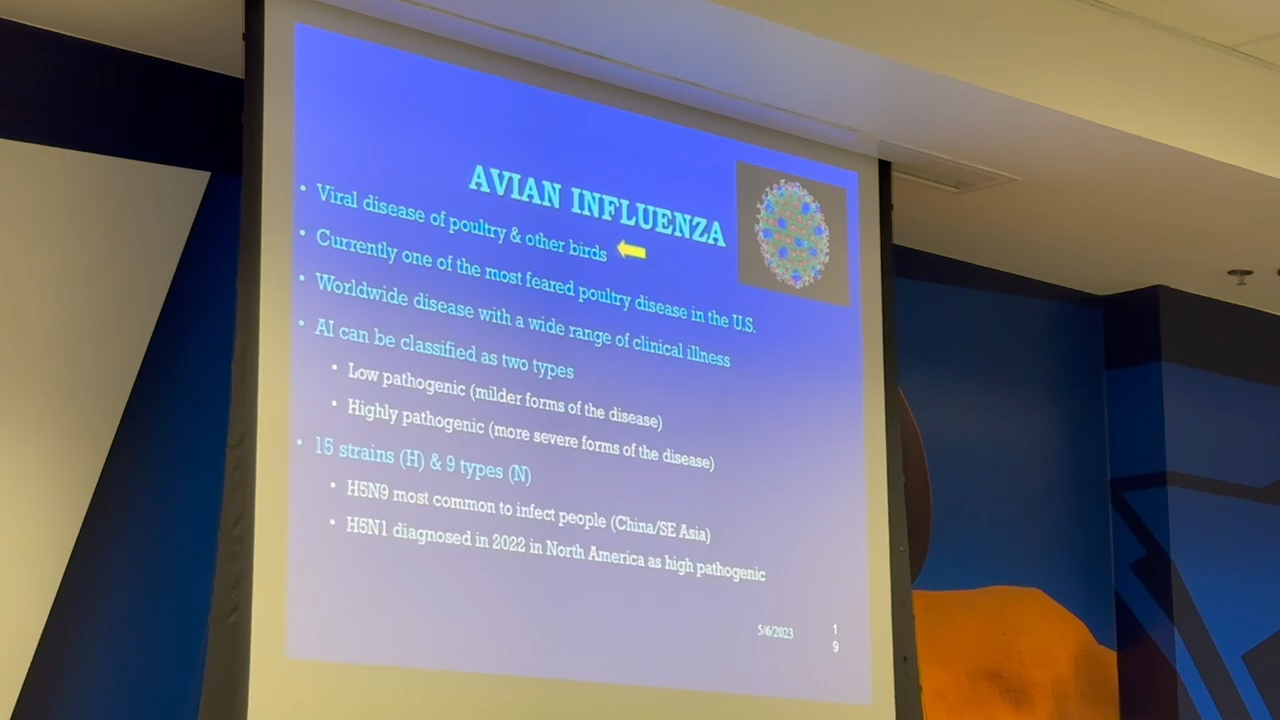 AVIAN INFLUENZA
• Viral disease of poultry & other birds
• Currently one of the most feared poultry disease in the U.S.
• Worldwide disease with a wide range of clinical illness
• AI can be classified as two types
• Low pathogenic (milder forms of the disease)
• Highly pathogenic (more severe forms of the disease)
• 15 strains (H) & 9 types (N)
• H5N9 most common to infect people (China/SE Asia)
• H5N1 diagnosed in 2022 in North America as high pathogenic
5/6/2023
1
9